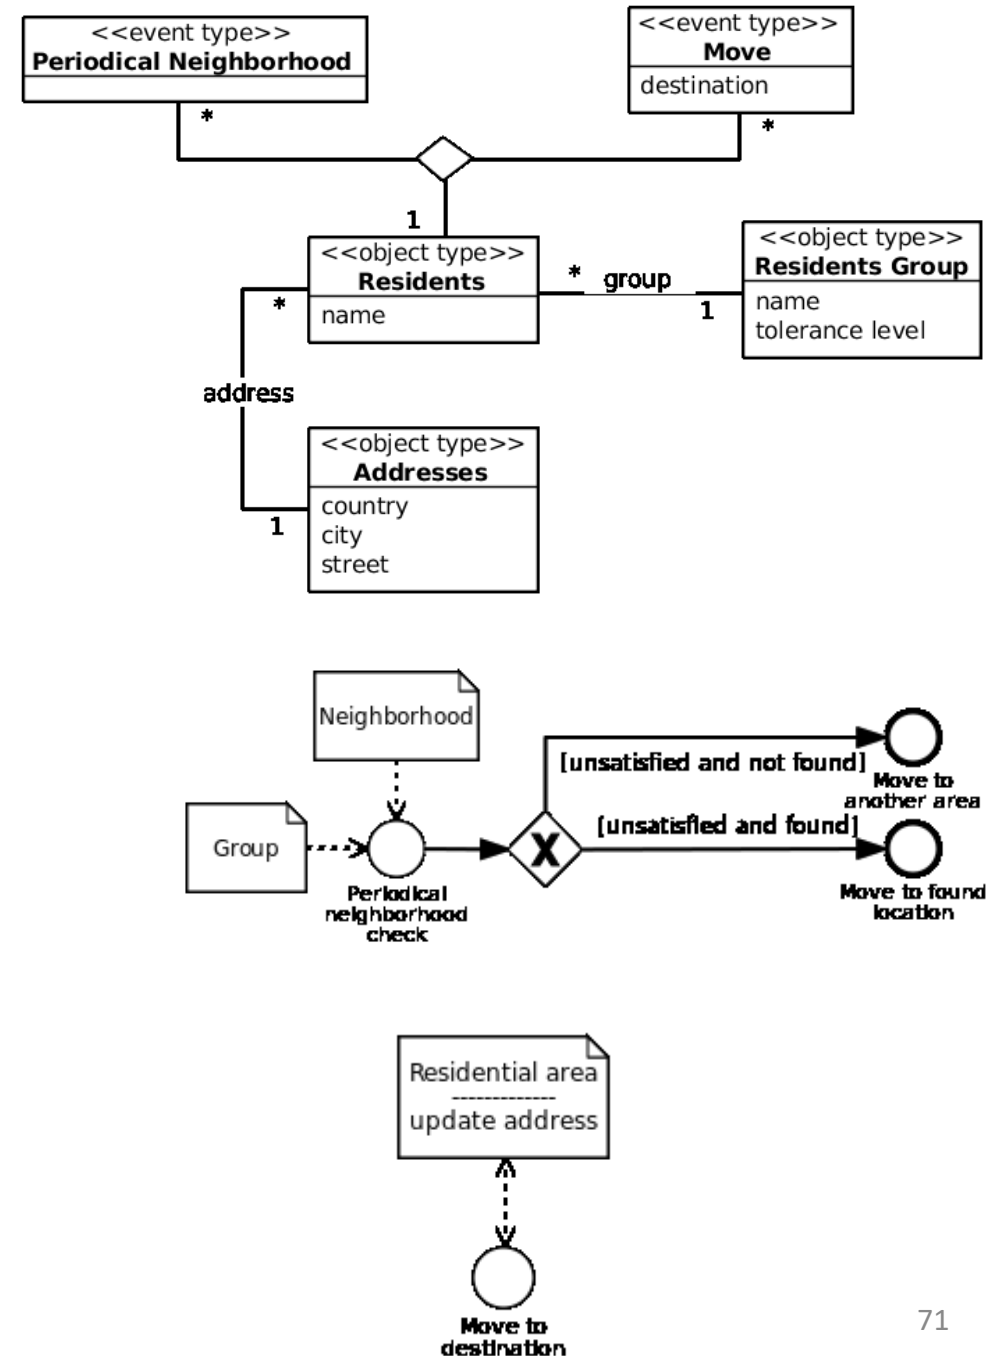 <<event type>>
Periodical Neighborhood
*
<<event type>>
Move
destination
*
1
<<object type>>
Residents
name
*
group
1
<<object type>>
Residents Group
name
tolerance level
*
address
1
<<object type>>
Addresses
country
city
street
Neighborhood
Group
Periodical
neighborhood
check
X
[unsatisfied and not found]
Move to
another area
[unsatisfied and found]
Move to found
location
Residential area
-------------
update address
Move to
destination
71